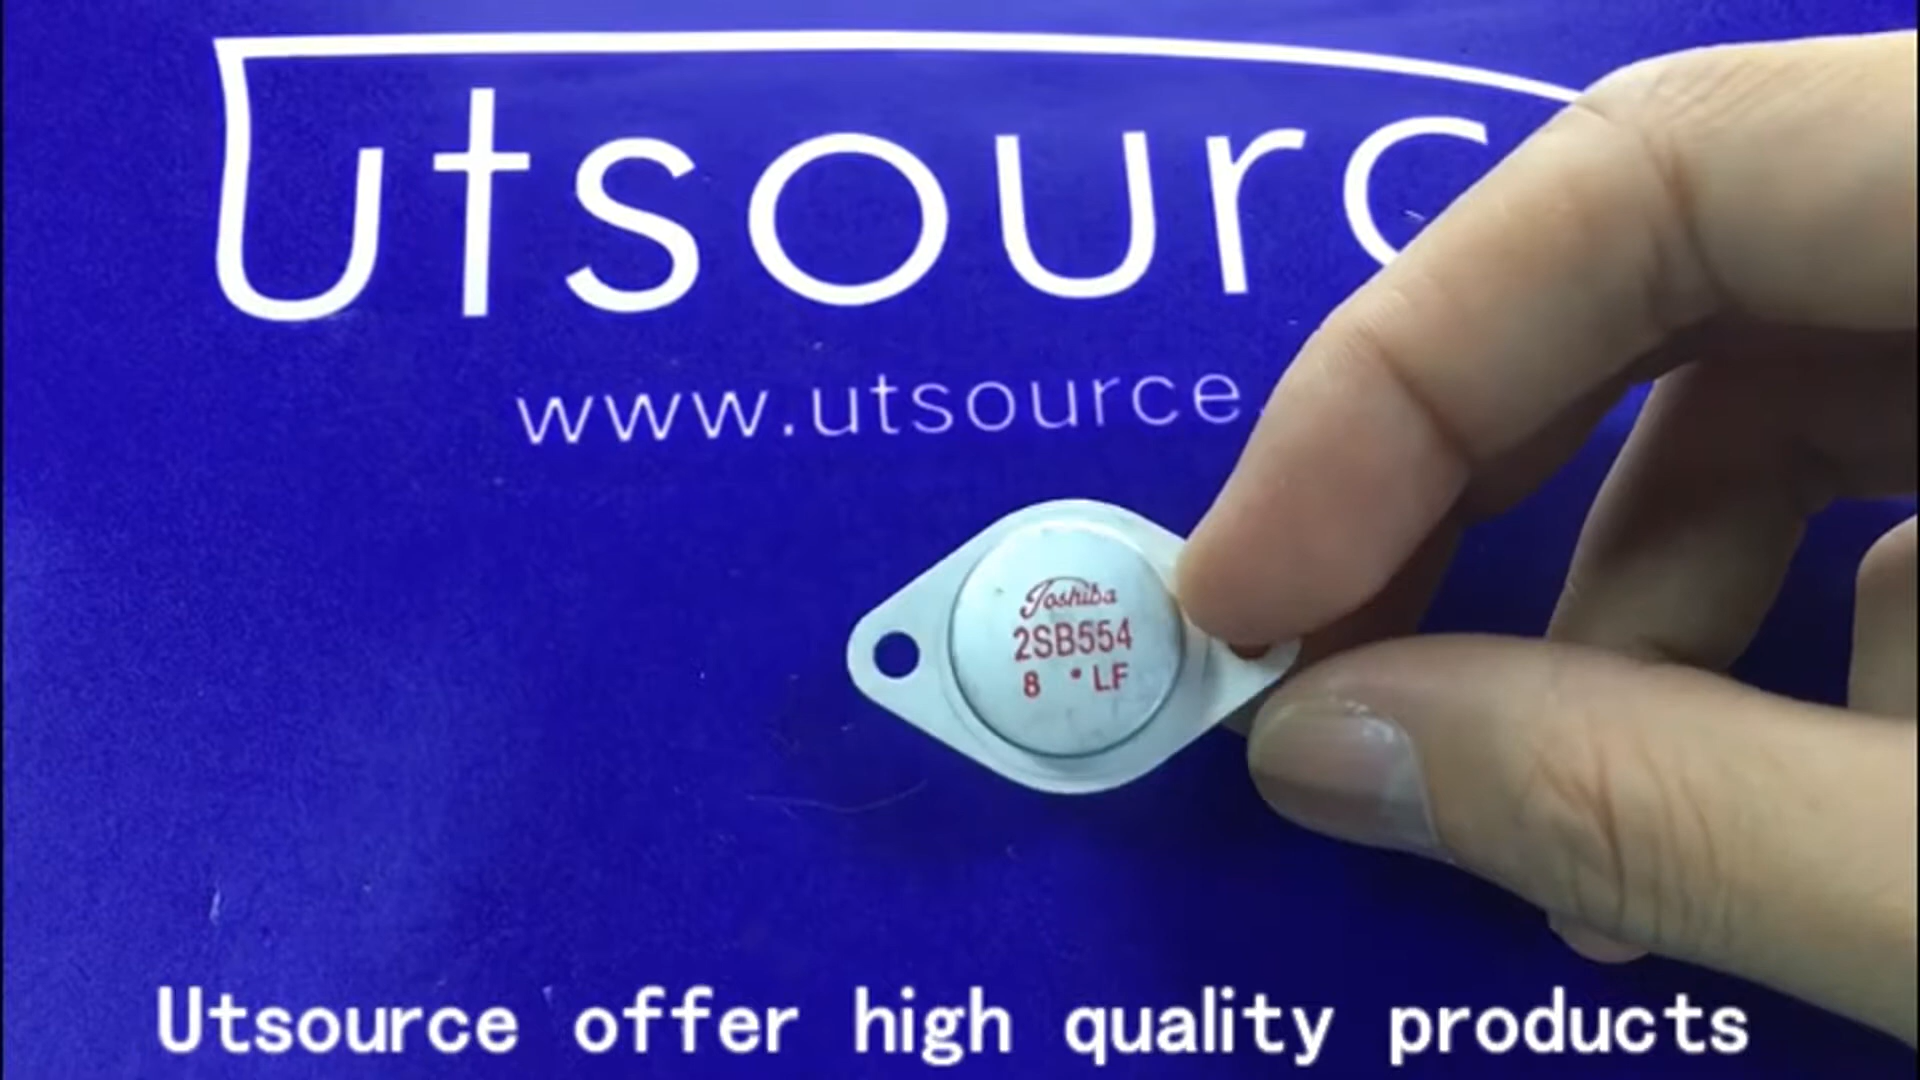 Utsourc
www.utsource.
Toshiba
2SB554
8 • LF
Utsource offer high quality products